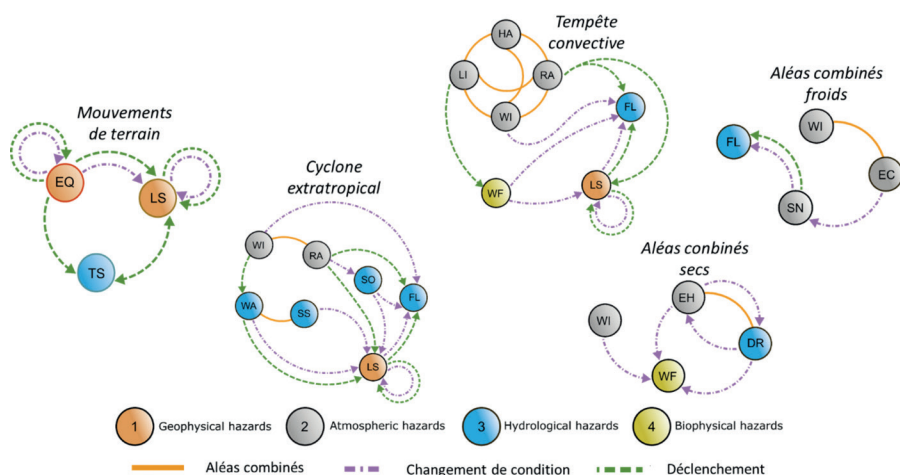 Mouvements
de terrain
EQ
LS
TS
Cyclone
extratropical
WI
RA
SO
FL
WA
SS
LS
Tempête
convective
HA
LI
RA
WI
FL
WF
LS
Aléas combinés
froids
WI
FL
EC
SN
Aléas conbinés
secs
EH
WI
DR
WF
1 Geophysical hazards
2 Atmospheric hazards
3 Hydrological hazards
4 Biophysical hazards
Aléas combinés
Changement de condition
Déclenchement